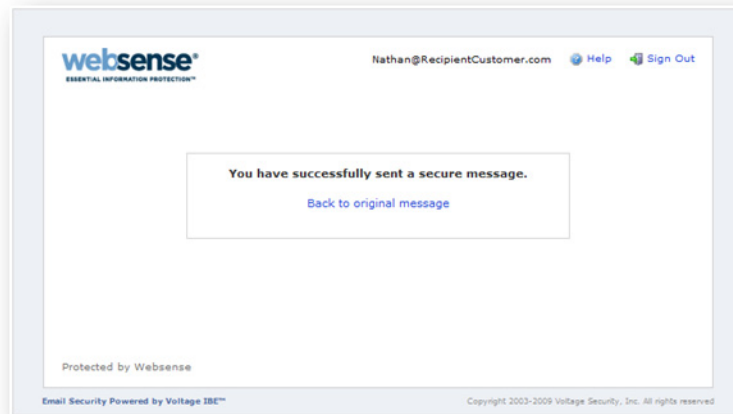 websense®
ESSENTIAL INFORMATION PROTECTION™
Nathan@RecipientCustomer.com Help Sign Out
You have successfully sent a secure message.
Back to original message
Protected by Websense
Email Security Powered by Voltage IBE™
Copyright 2003-2009 Voltage Security, Inc. All rights reserved